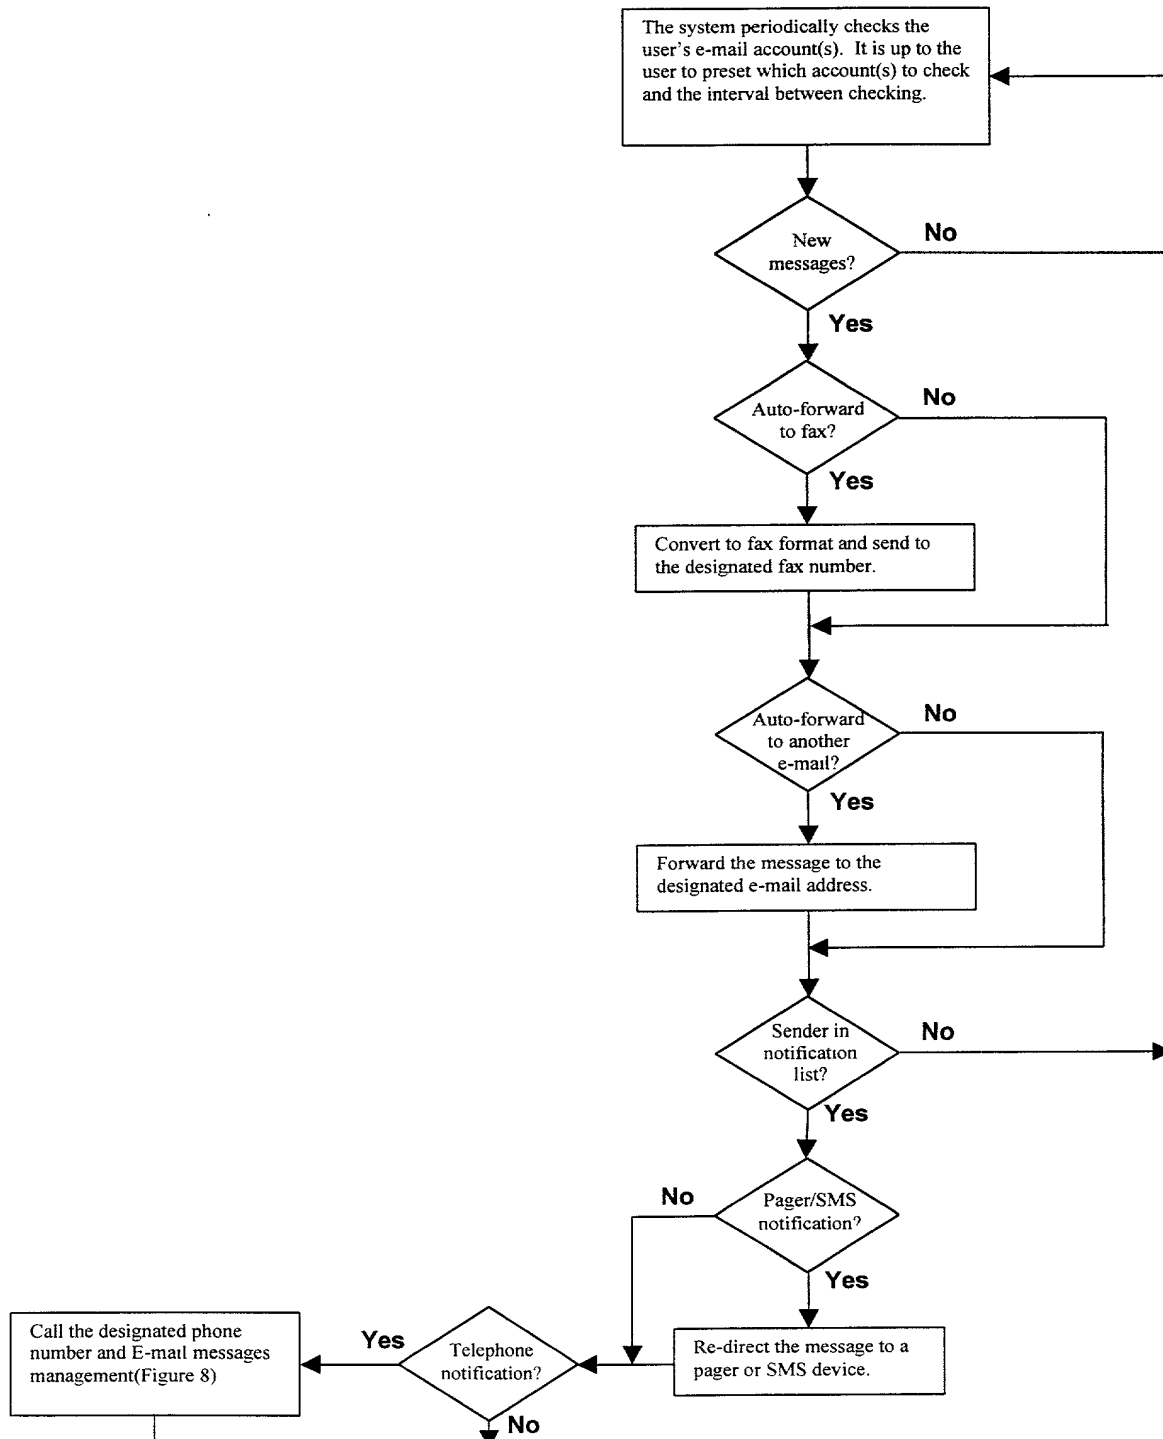 The system periodically checks the
user's e-mail account(s). It is up to the
user to preset which account(s) to check
and the interval between checking.
New
messages?
No
Yes
Auto-forward
to fax?
No
Yes
Convert to fax format and send to
the designated fax number.
Auto-forward
to another
e-mail?
No
Yes
Forward the message to the
designated e-mail address.
Sender in
notification
list?
No
Yes
Pager/SMS
notification?
No
Yes
Re-direct the message to a
pager or SMS device.
Telephone
notification?
Yes
No
Call the designated phone
number and E-mail messages
management(Figure 8)